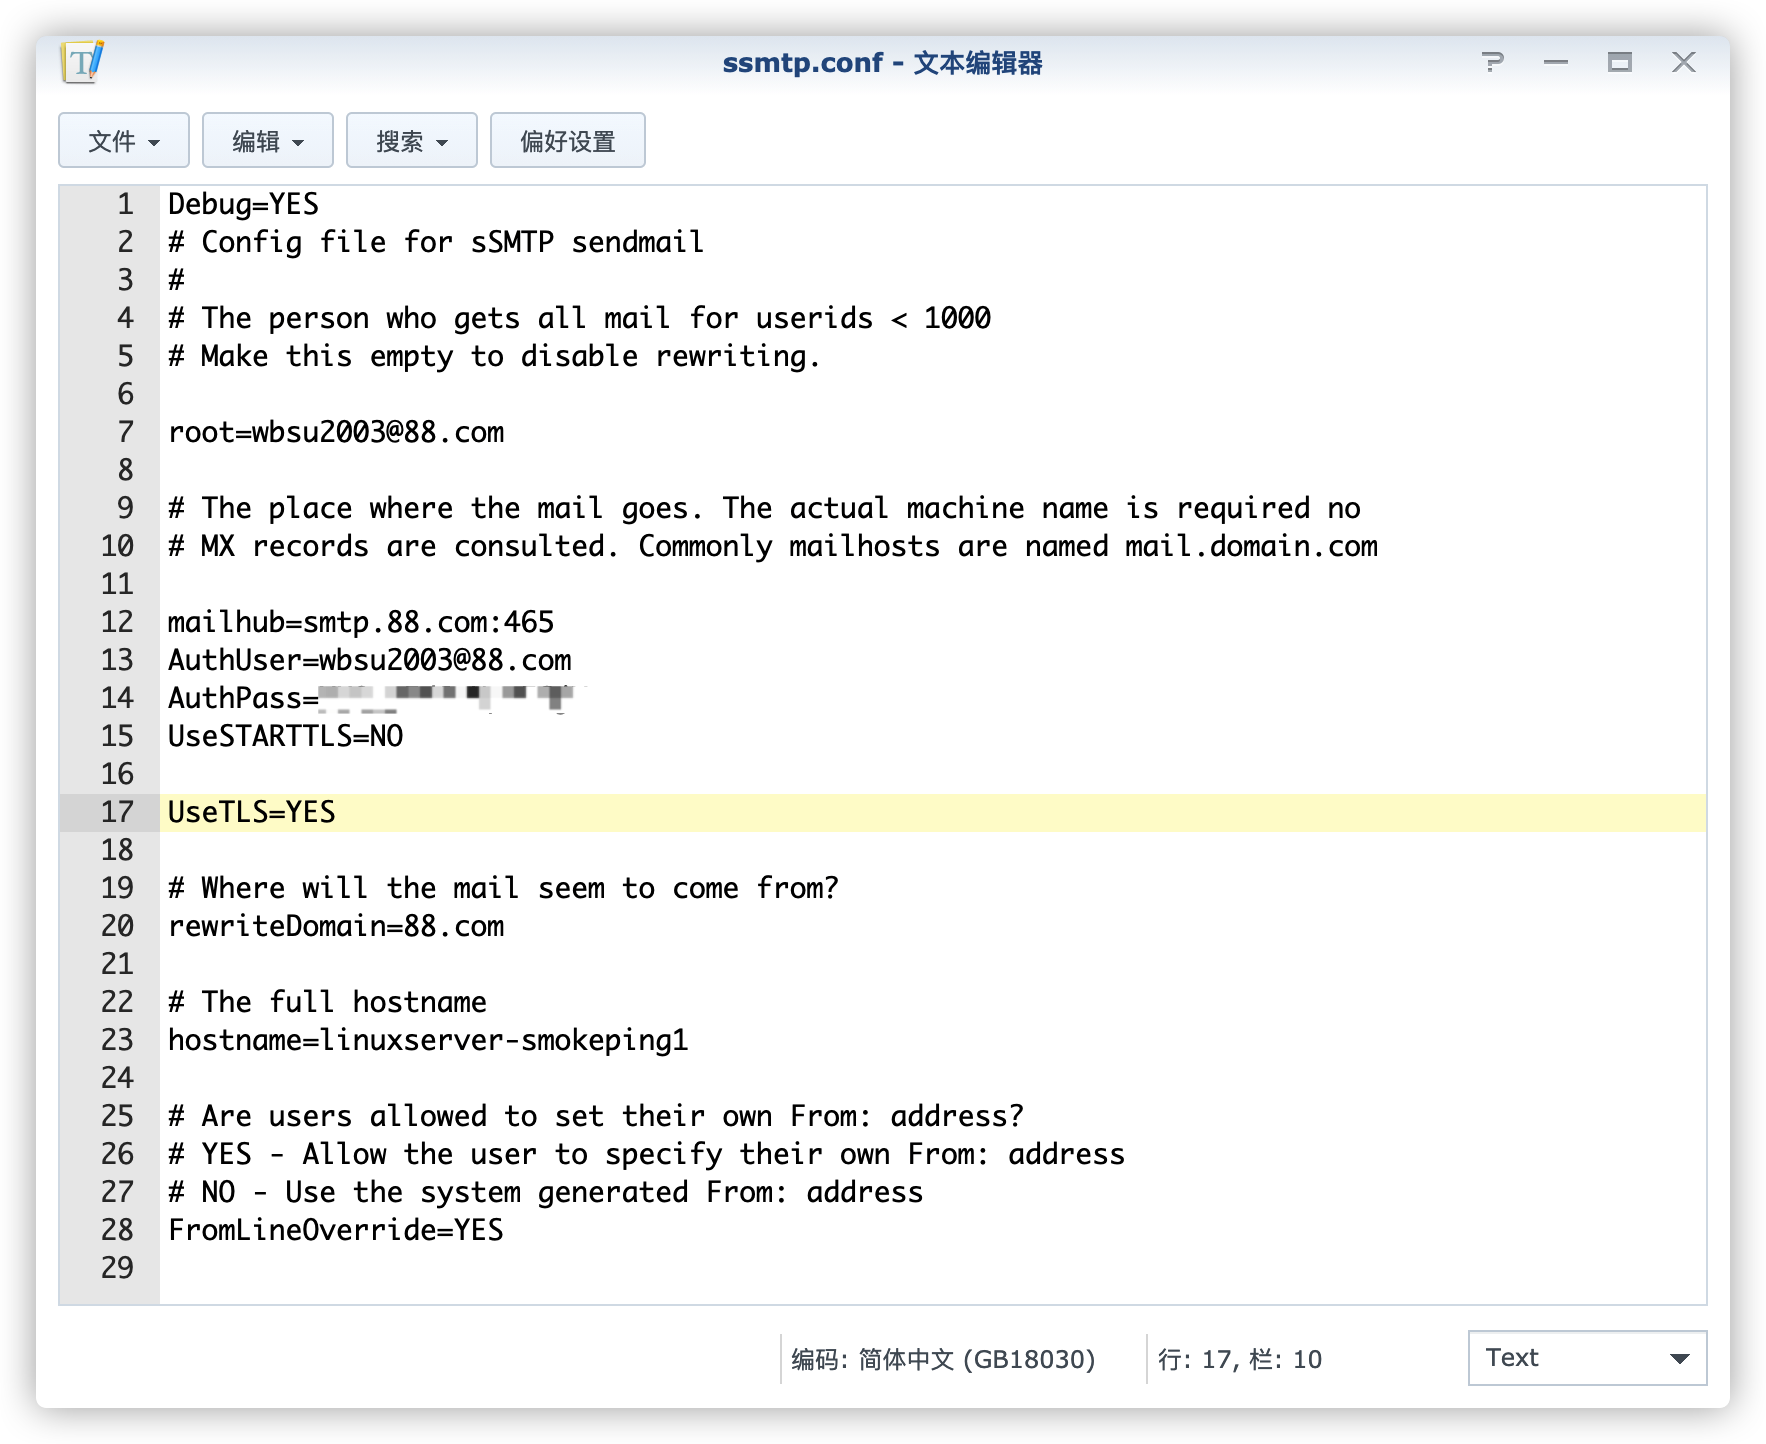 ssmtp.conf - 文本编辑器
文件 编辑 搜索 偏好设置
1 Debug=YES
2 # Config file for sSMTP sendmail
3 #
4 # The person who gets all mail for userids < 1000
5 # Make this empty to disable rewriting.
6
7 root=wbsu2003@88.com
8
9 # The place where the mail goes. The actual machine name is required no
10 # MX records are consulted. Commonly mailhosts are named mail.domain.com
11
12 mailhub=smtp.88.com:465
13 AuthUser=wbsu2003@88.com
14 AuthPass=
15 UseSTARTTLS=NO
16
17 UseTLS=YES
18
19 # Where will the mail seem to come from?
20 rewriteDomain=88.com
21
22 # The full hostname
23 hostname=linuxserver-smokeping1
24
25 # Are users allowed to set their own From: address?
26 # YES - Allow the user to specify their own From: address
27 # NO - Use the system generated From: address
28 FromLineOverride=YES
29
编码: 简体中文 (GB18030) 行: 17, 栏: 10 Text